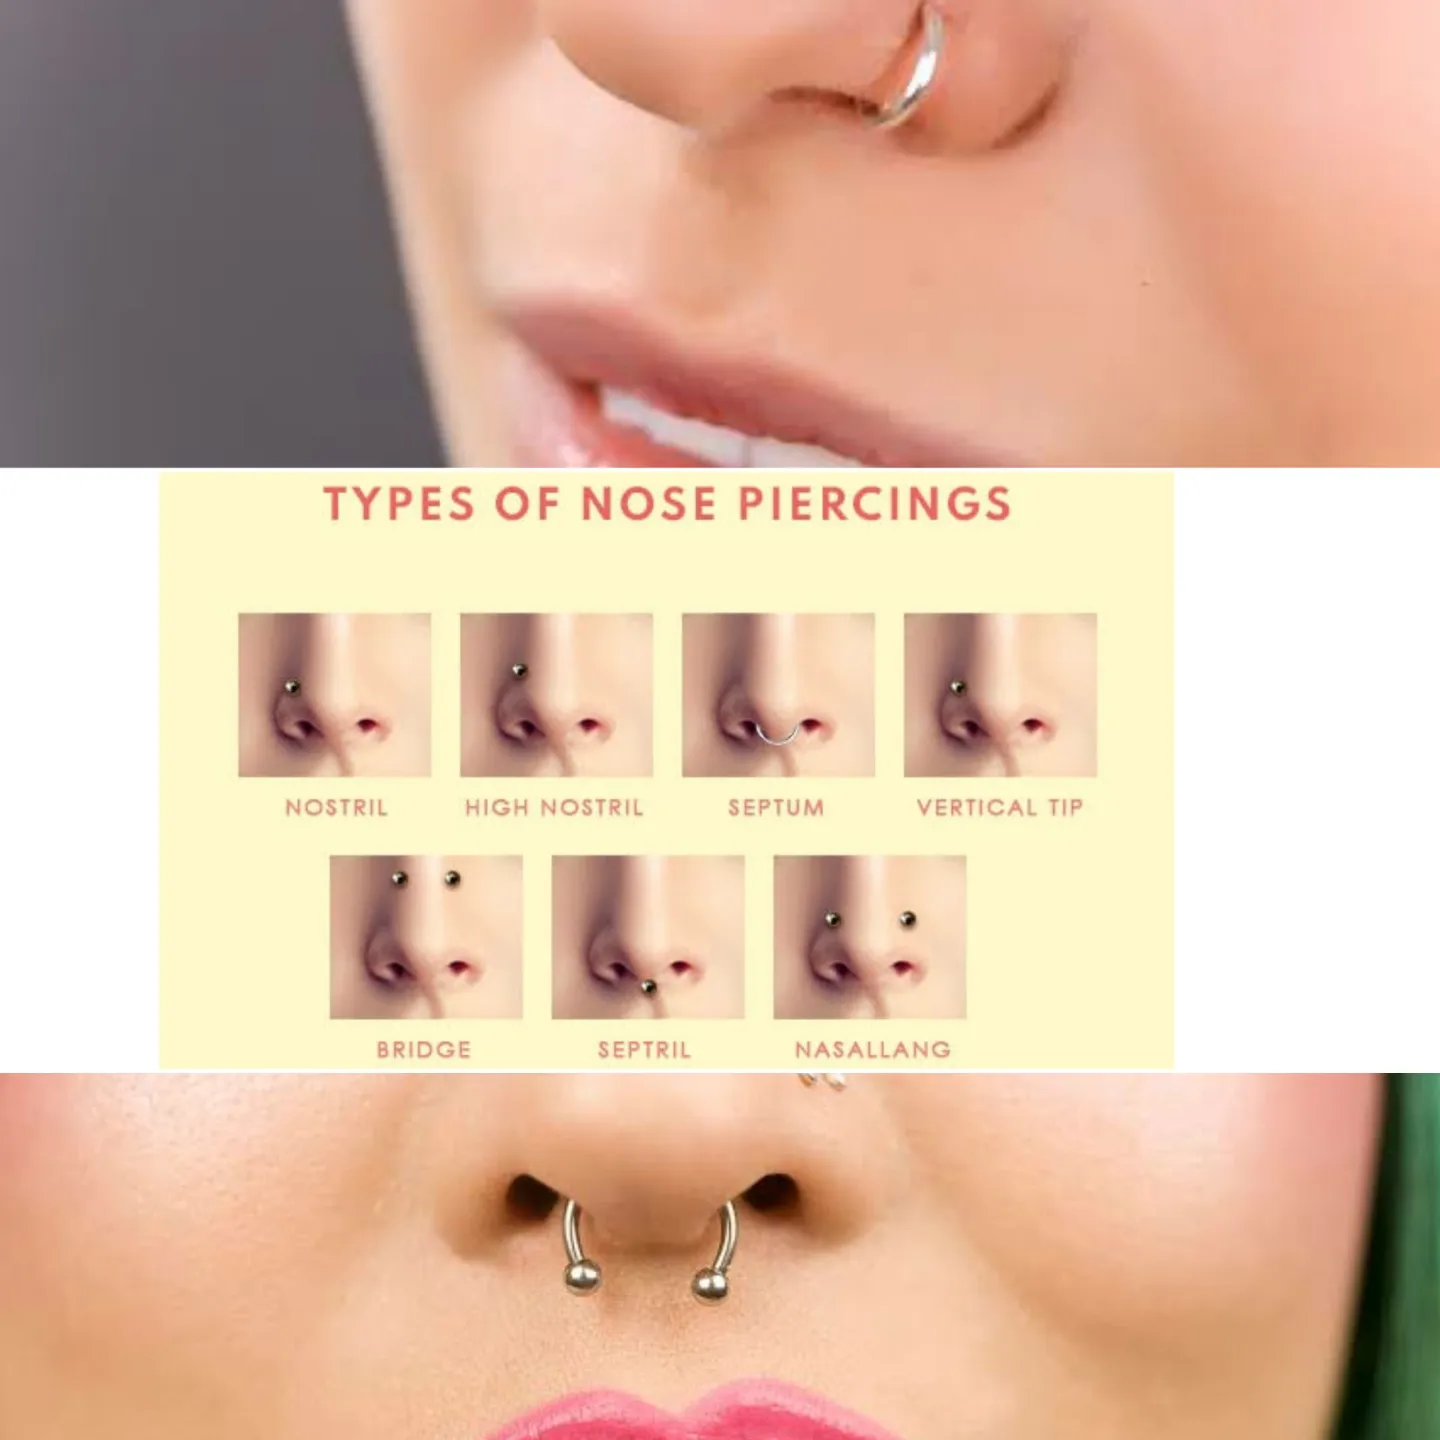 TYPES OF NOSE PIERCINGS
NOSTRIL
HIGH NOSTRIL
SEPTUM
VERTICAL TIP
BRIDGE
SEPTRIL
NASALLANG